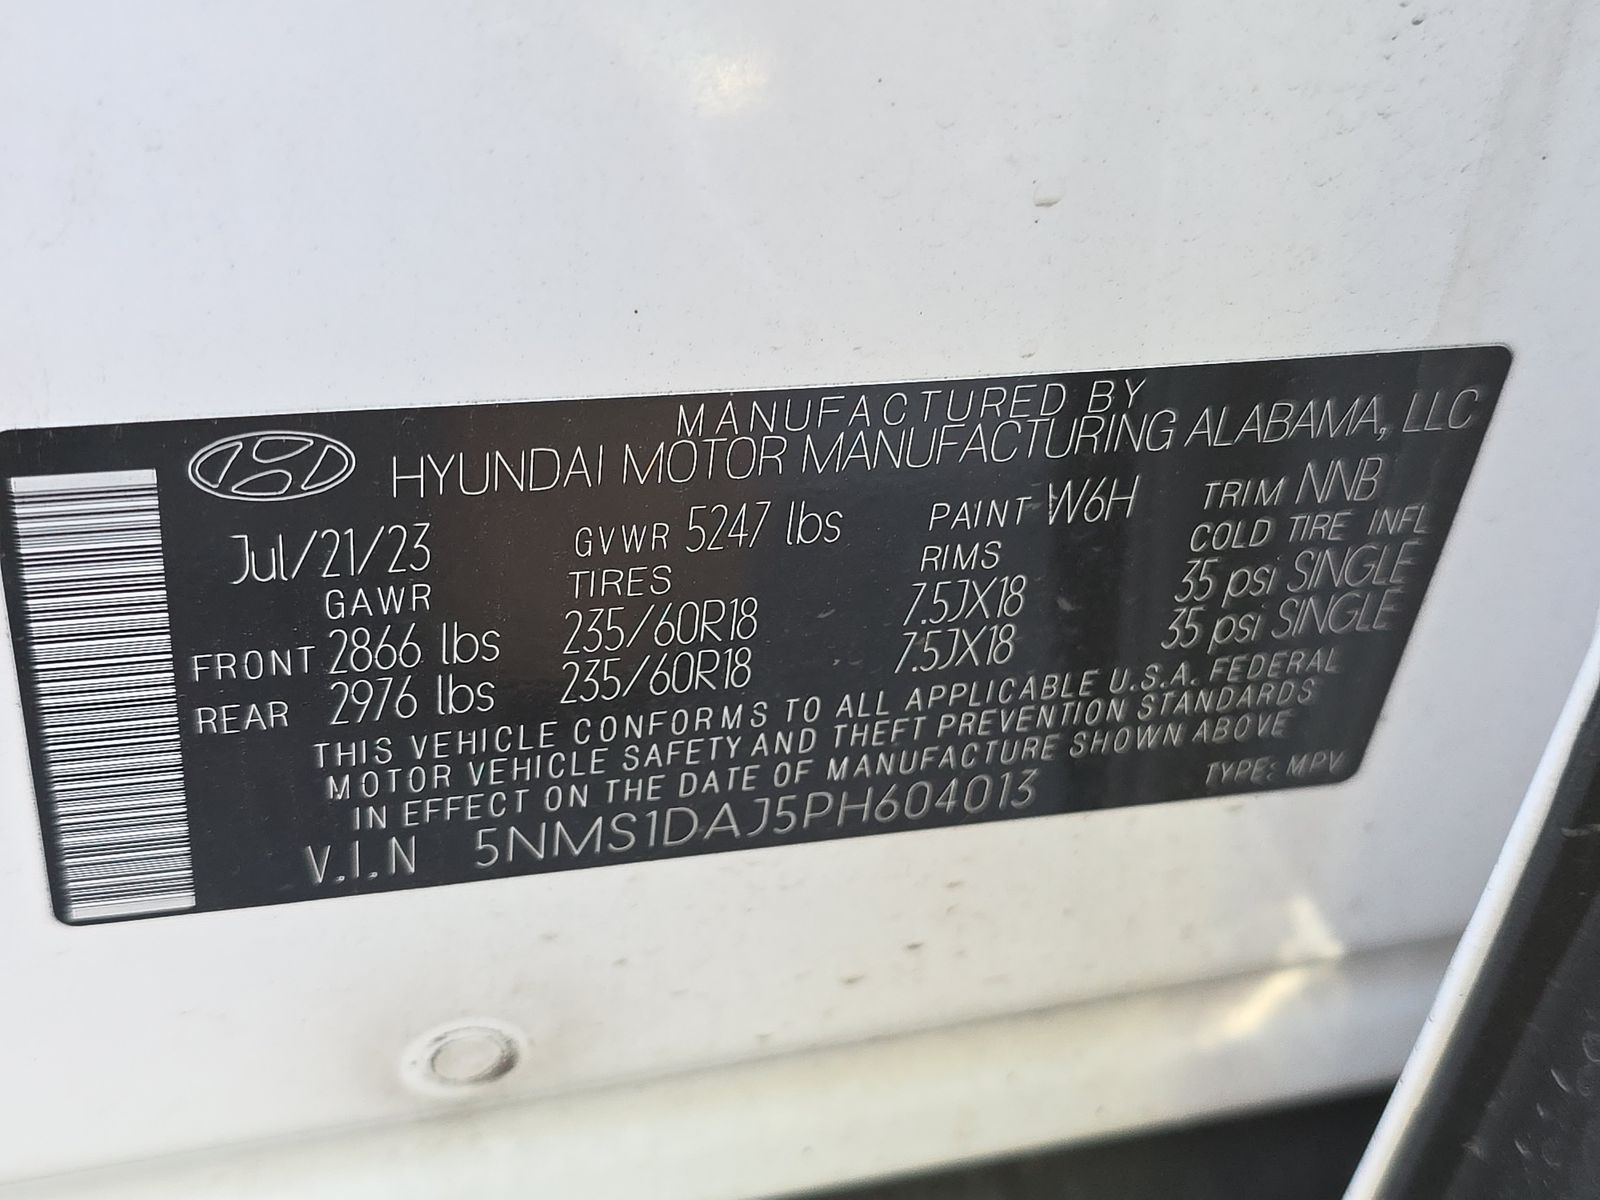 MANUFACTURED BY
HYUNDAI MOTOR MANUFACTURING ALABAMA, LLC
Jul/21/23 GVWR 5247 lbs PAINT W6H TRIM NNB
GAWR TIRES RIMS COLD TIRE INFL
FRONT 2866 lbs 235/60R18 7.5JX18 35 psi SINGLE
REAR 2976 lbs 235/60R18 7.5JX18 35 psi SINGLE
THIS VEHICLE CONFORMS TO ALL APPLICABLE U.S.A. FEDERAL
MOTOR VEHICLE SAFETY AND THEFT PREVENTION STANDARDS
IN EFFECT ON THE DATE OF MANUFACTURE SHOWN ABOVE
V.I.N 5NMS1DAJ5PH604013 TYPE: MPV